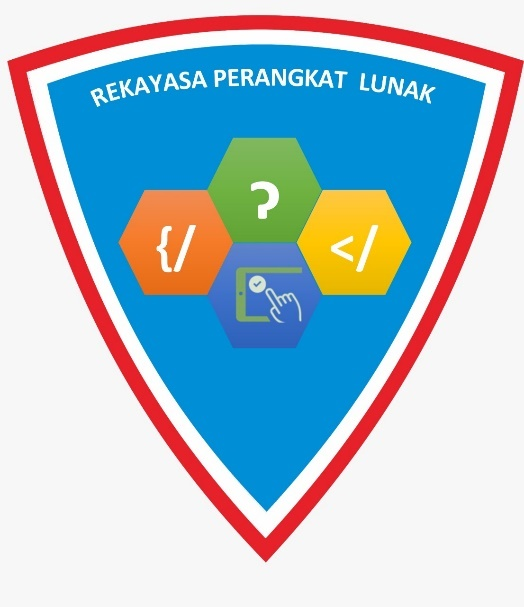 REKAYASA PERANGKAT LUNAK
ʔ
{/
</